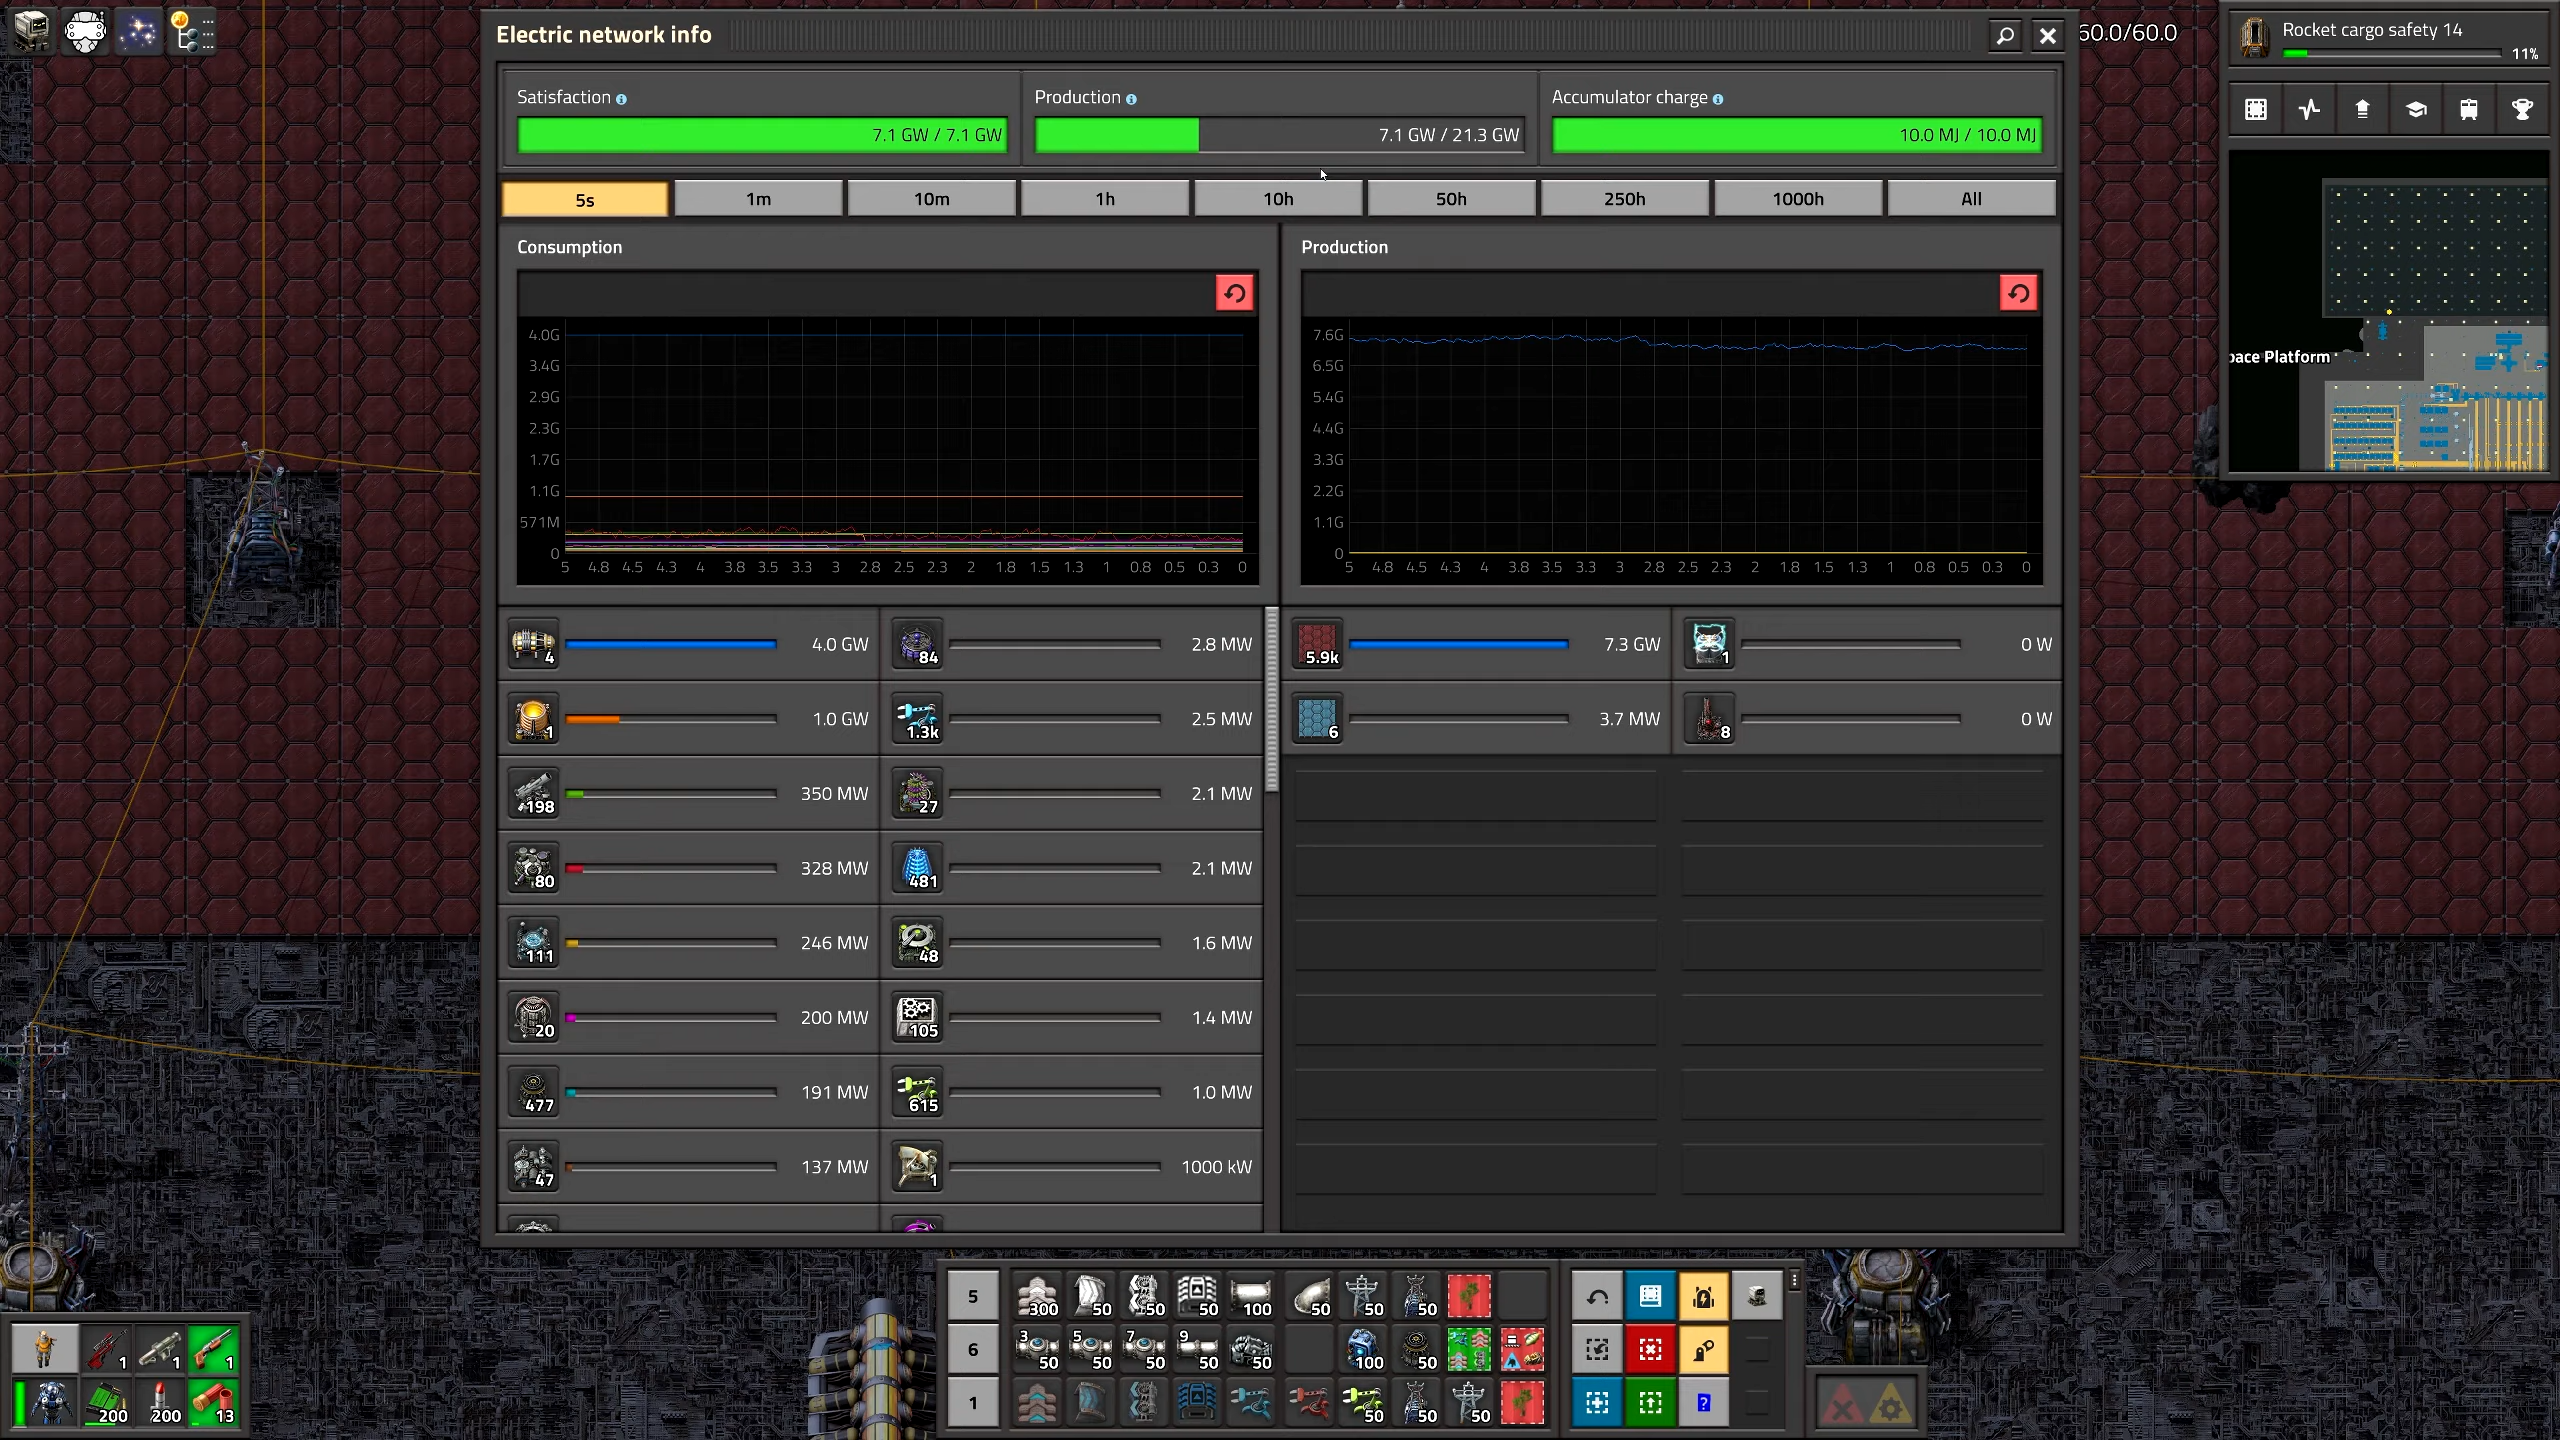 Electric network info
60.0/60.0
Rocket cargo safety 14
11%
Satisfaction
Production
Accumulator charge
7.1 GW / 7.1 GW
7.1 GW / 21.3 GW
10.0 MJ / 10.0 MJ
5s 1m 10m 1h 10h 50h 250h 1000h All
Consumption
Production
4.0G
3.4G
2.9G
2.3G
1.7G
1.1G
571M
0
5 4.8 4.5 4.3 4 3.8 3.5 3.3 3 2.8 2.5 2.3 2 1.8 1.5 1.3 1 0.8 0.5 0.3 0
7.6G
6.5G
5.4G
4.4G
3.3G
2.2G
1.1G
0
5 4.8 4.5 4.3 4 3.8 3.5 3.3 3 2.8 2.5 2.3 2 1.8 1.5 1.3 1 0.8 0.5 0.3 0
pace Platform
4 4.0 GW 84 2.8 MW
1 1.0 GW 1.3k 2.5 MW
198 350 MW 27 2.1 MW
80 328 MW 481 2.1 MW
111 246 MW 48 1.6 MW
20 200 MW 105 1.4 MW
477 191 MW 615 1.0 MW
47 137 MW 1 1000 kW
5.9k 7.3 GW 1 0 W
6 3.7 MW 8 0 W
5 300 50 50 50 100 50 50 50
6 3 50 5 50 7 50 9 50 50 100 50
1 50 50 50
?
1 1 1
200 200 13